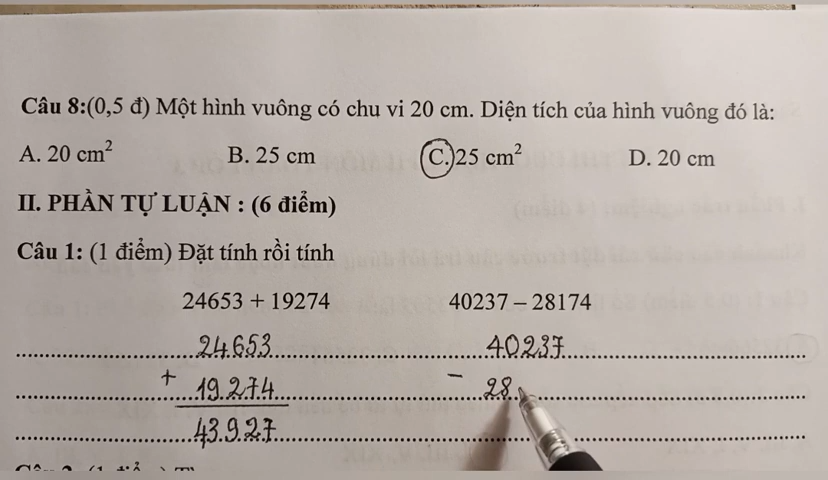 Câu 8:(0,5 đ) Một hình vuông có chu vi 20 cm. Diện tích của hình vuông đó là:
A. 20 cm² B. 25 cm C. 25 cm² D. 20 cm
II. PHẦN TỰ LUẬN : (6 điểm)
Câu 1: (1 điểm) Đặt tính rồi tính
24653 + 19274 40237 – 28174
24653 40237
+ 19274 - 28
43927